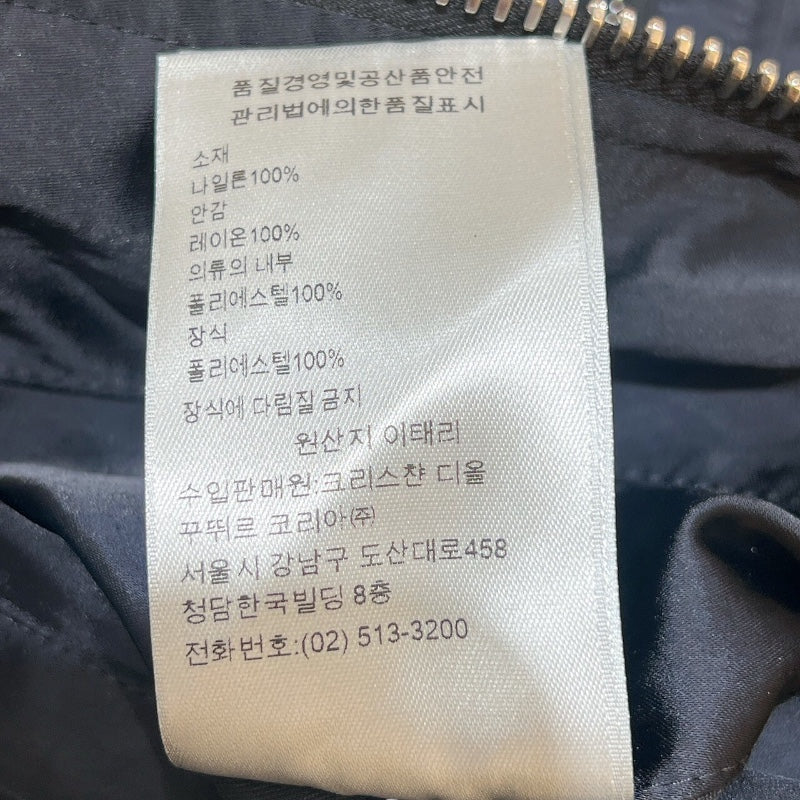 품질경영및공산품안전
관리법에의한품질표시
소재
나일론100%
안감
레이온100%
의류의 내부
폴리에스텔100%
장식
폴리에스텔100%
장식에 다림질 금지
원산지 이태리
수입판매원:크리스챤 디올
꾸뛰르 코리아(주)
서울시 강남구 도산대로458
청담한국빌딩 8층
전화번호:(02) 513-3200